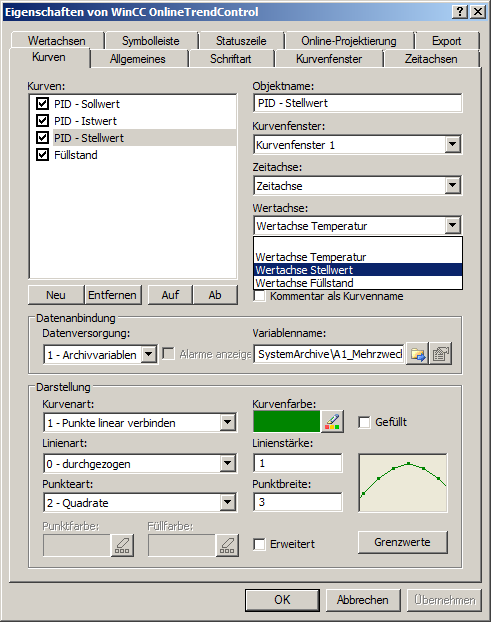 Eigenschaften von WinCC OnlineTrendControl
Wertachsen Symbolleiste Statuszeile Online-Projektierung Export
Kurven Allgemeines Schriftart Kurvenfenster Zeitachsen
Kurven:
PID - Sollwert
PID - Istwert
PID - Stellwert
Füllstand
Neu Entfernen Auf Ab
Objektname:
PID - Stellwert
Kurvenfenster:
Kurvenfenster 1
Zeitachse:
Zeitachse
Wertachse:
Wertachse Temperatur
Wertachse Temperatur
Wertachse Stellwert
Wertachse Füllstand
Kommentar als Kurvenname
Datenanbindung
Datenversorgung: Variablenname:
1 - Archivvariablen Alarme anzeige SystemArchive\A1_Mehrzwec
Darstellung
Kurvenart: Kurvenfarbe:
1 - Punkte linear verbinden Gefüllt
Linienart: Linienstärke:
0 - durchgezogen 1
Punkteart: Punktbreite:
2 - Quadrate 3
Punktfarbe: Füllfarbe:
Erweitert Grenzwerte
OK Abbrechen Übernehmen